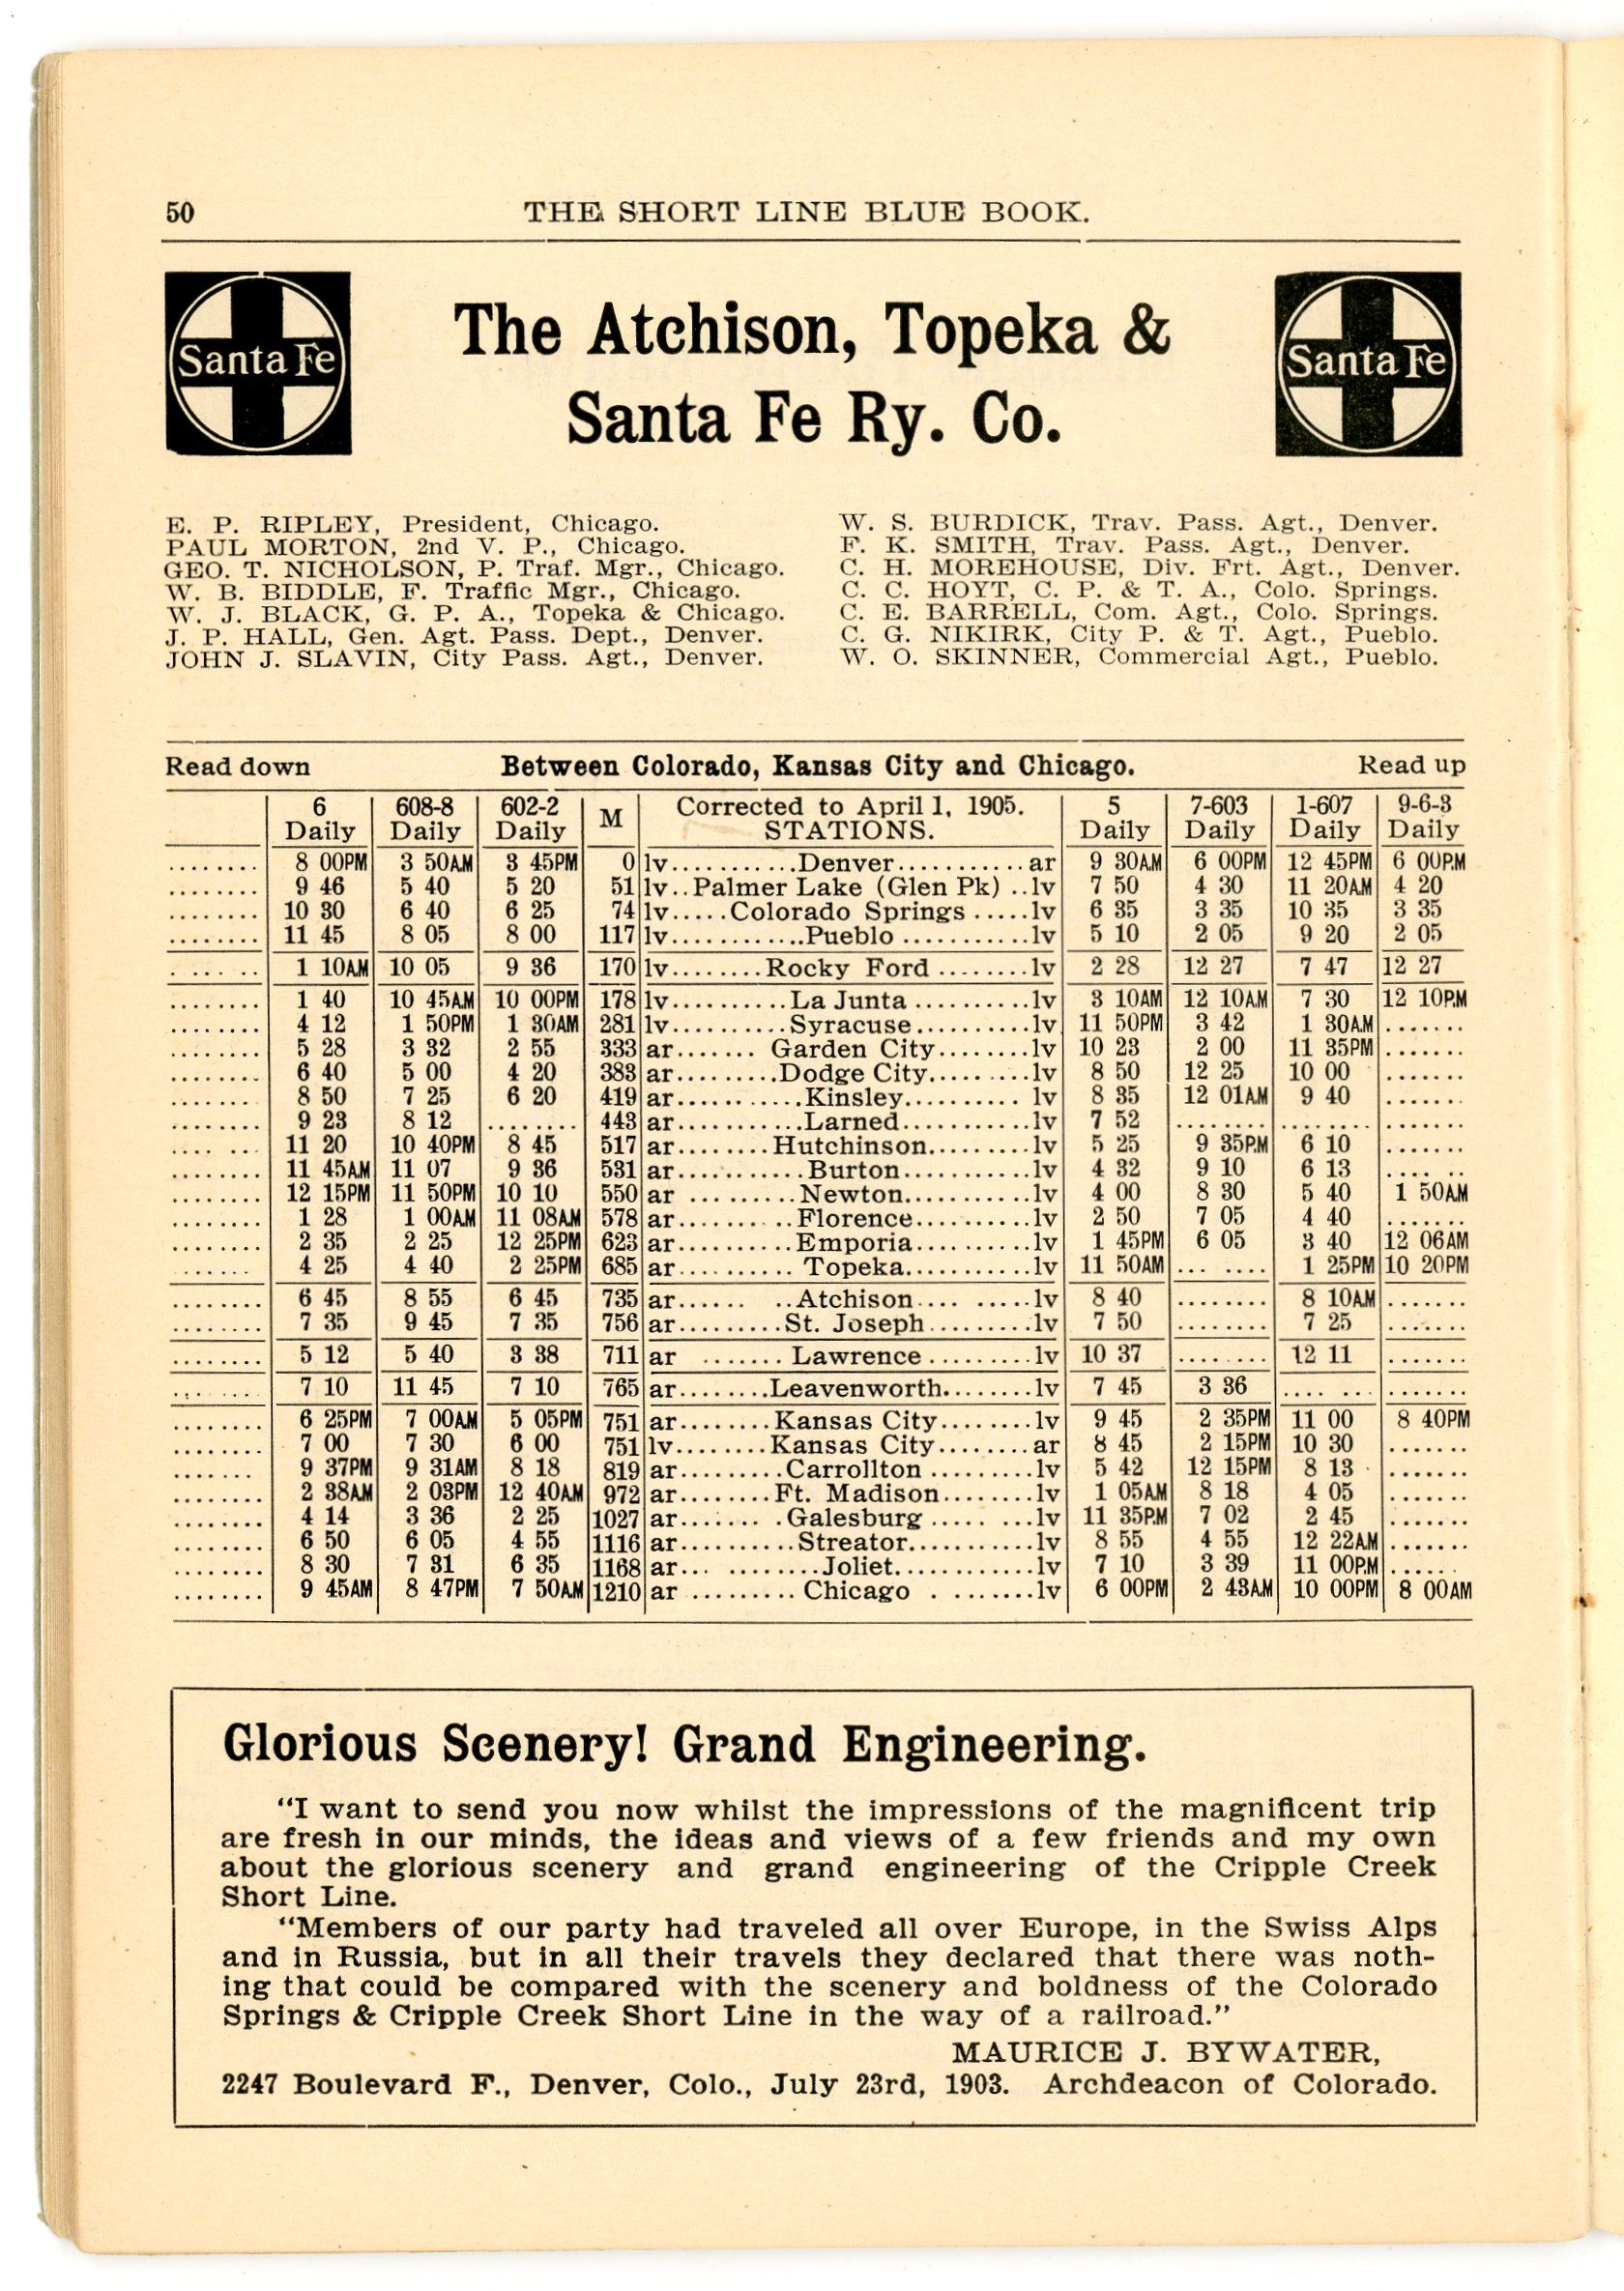 50 THE SHORT LINE BLUE BOOK.
Santa Fe
The Atchison, Topeka &
Santa Fe Ry. Co.
Santa Fe
E. P. RIPLEY, President, Chicago.
PAUL MORTON, 2nd V. P., Chicago.
GEO. T. NICHOLSON, P. Traf. Mgr., Chicago.
W. B. BIDDLE, F. Traffic Mgr., Chicago.
W. J. BLACK, G. P. A., Topeka & Chicago.
J. P. HALL, Gen. Agt. Pass. Dept., Denver.
JOHN J. SLAVIN, City Pass. Agt., Denver.
W. S. BURDICK, Trav. Pass. Agt., Denver.
F. K. SMITH, Trav. Pass. Agt., Denver.
C. H. MOREHOUSE, Div. Frt. Agt., Denver.
C. C. HOYT, C. P. & T. A., Colo. Springs.
C. E. BARRELL, Com. Agt., Colo. Springs.
C. G. NIKIRK, City P. & T. Agt., Pueblo.
W. O. SKINNER, Commercial Agt., Pueblo.
Read down Between Colorado, Kansas City and Chicago. Read up
6 608-8 602-2 M Corrected to April 1, 1905. 5 7-603 1-607 9-6-3
Daily Daily Daily STATIONS. Daily Daily Daily Daily
........ 8 00PM 3 50AM 3 45PM 0 lv............Denver............ar 9 30AM 6 00PM 12 45PM 6 00P.M
........ 9 46 5 40 5 20 51 lv..Palmer Lake (Glen Pk) ..lv 7 50 4 30 11 20AM 4 20
........ 10 30 6 40 6 25 74 lv.....Colorado Springs.....lv 6 35 3 35 10 35 3 35
........ 11 45 8 05 8 00 117 lv............Pueblo...........lv 5 10 2 05 9 20 2 05
........ 1 10AM 10 05 9 36 170 lv........Rocky Ford........lv 2 28 12 27 7 47 12 27
........ 1 40 10 45AM 10 00PM 178 lv..........La Junta..........lv 3 10AM 12 10AM 7 30 12 10P.M
........ 4 12 1 50PM 1 30AM 281 lv..........Syracuse..........lv 11 50PM 3 42 1 30AM .......
........ 5 28 3 32 2 55 333 ar....... Garden City........lv 10 23 2 00 11 35PM .......
........ 6 40 5 00 4 20 383 ar.........Dodge City.........lv 8 50 12 25 10 00 .......
........ 8 50 7 25 6 20 419 ar...........Kinsley.......... lv 8 35 12 01AM 9 40 .......
........ 9 23 8 12 ........ 443 ar...........Larned...........lv 7 52 ........ ........ .......
........ 11 20 10 40PM 8 45 517 ar........Hutchinson.........lv 5 25 9 35P.M 6 10 .......
........ 11 45AM 11 07 9 36 531 ar...........Burton...........lv 4 32 9 10 6 13 .......
........ 12 15PM 11 50PM 10 10 550 ar ..........Newton...........lv 4 00 8 30 5 40 1 50AM
........ 1 28 1 00AM 11 08AM 578 ar..........Florence..........lv 2 50 7 05 4 40 .......
........ 2 35 2 25 12 25PM 623 ar..........Emporia..........lv 1 45PM 6 05 3 40 12 06AM
........ 4 25 4 40 2 25PM 685 ar.......... Topeka...........lv 11 50AM ........ 1 25PM 10 20PM
........ 6 45 8 55 6 45 735 ar...... ..Atchison.... .....lv 8 40 ........ 8 10AM .......
........ 7 35 9 45 7 35 756 ar.........St. Joseph.........lv 7 50 ........ 7 25 .......
........ 5 12 5 40 3 38 711 ar ....... Lawrence.........lv 10 37 ........ 12 11 .......
........ 7 10 11 45 7 10 765 ar........Leavenworth........lv 7 45 3 36 ........ .......
........ 6 25PM 7 00AM 5 05PM 751 ar........Kansas City........lv 9 45 2 35PM 11 00 8 40PM
........ 7 00 7 30 6 00 751 lv........Kansas City........ar 8 45 2 15PM 10 30 .......
........ 9 37PM 9 31AM 8 18 819 ar.........Carrollton.........lv 5 42 12 15PM 8 13 .......
........ 2 38AM 2 03PM 12 40AM 972 ar........Ft. Madison........lv 1 05AM 8 18 4 05 .......
........ 4 14 3 36 2 25 1027 ar....... .Galesburg ..... ...lv 11 35P.M 7 02 2 45 .......
........ 6 50 6 05 4 55 1116 ar...........Streator...........lv 8 55 4 55 12 22AM .......
........ 8 30 7 31 6 35 1168 ar... .........Joliet............lv 7 10 3 39 11 00P.M .......
........ 9 45AM 8 47PM 7 50AM 1210 ar ......... Chicago . ........lv 6 00PM 2 43AM 10 00PM 8 00AM
Glorious Scenery! Grand Engineering.
“I want to send you now whilst the impressions of the magnificent trip
are fresh in our minds, the ideas and views of a few friends and my own
about the glorious scenery and grand engineering of the Cripple Creek
Short Line.
“Members of our party had traveled all over Europe, in the Swiss Alps
and in Russia, but in all their travels they declared that there was noth-
ing that could be compared with the scenery and boldness of the Colorado
Springs & Cripple Creek Short Line in the way of a railroad.”
MAURICE J. BYWATER,
2247 Boulevard F., Denver, Colo., July 23rd, 1903. Archdeacon of Colorado.